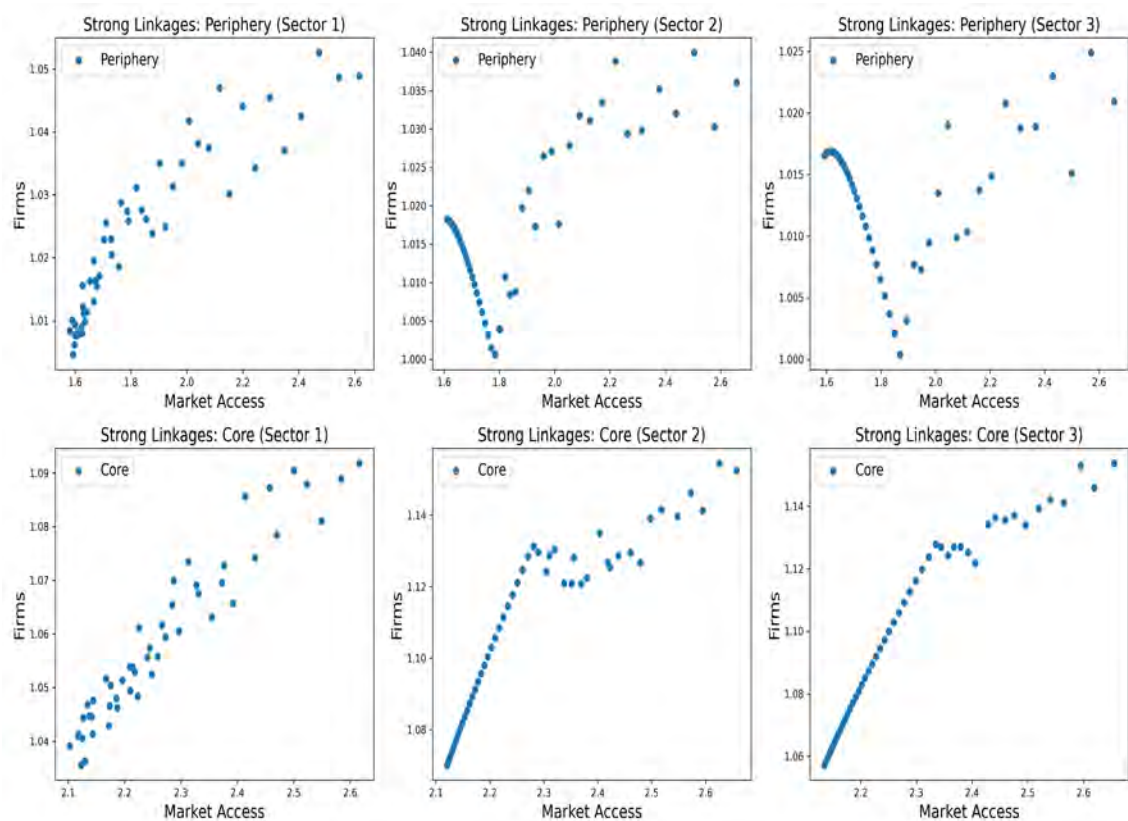 Strong Linkages: Periphery (Sector 1)
Periphery
1.05
1.04
1.03
1.02
1.01
Firms
1.6 1.8 2.0 2.2 2.4 2.6
Market Access
Strong Linkages: Periphery (Sector 2)
Periphery
1.040
1.035
1.030
1.025
1.020
1.015
1.010
1.005
1.000
Firms
1.6 1.8 2.0 2.2 2.4 2.6
Market Access
Strong Linkages: Periphery (Sector 3)
Periphery
1.025
1.020
1.015
1.010
1.005
1.000
Firms
1.6 1.8 2.0 2.2 2.4 2.6
Market Access
Strong Linkages: Core (Sector 1)
Core
1.09
1.08
1.07
1.06
1.05
1.04
Firms
2.1 2.2 2.3 2.4 2.5 2.6
Market Access
Strong Linkages: Core (Sector 2)
Core
1.14
1.12
1.10
1.08
Firms
2.1 2.2 2.3 2.4 2.5 2.6
Market Access
Strong Linkages: Core (Sector 3)
Core
1.14
1.12
1.10
1.08
1.06
Firms
2.2 2.3 2.4 2.5 2.6
Market Access